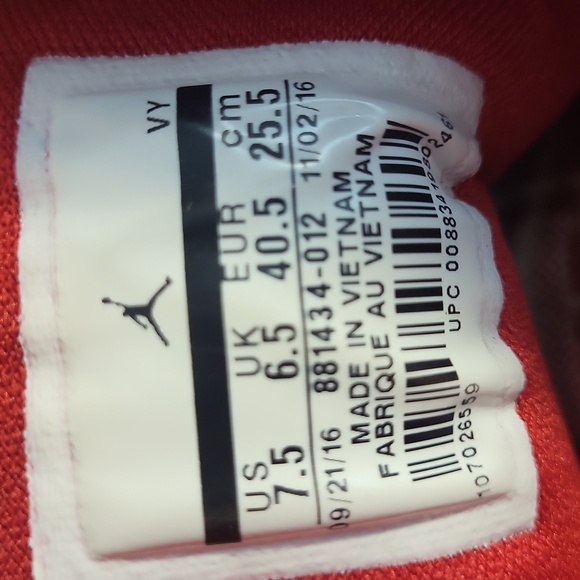 VY
US UK EUR cm
7.5 6.5 40.5 25.5
09/21/16 881434-012 11/02/16
MADE IN VIETNAM
FABRIQUE AU VIETNAM
UPC
107026559